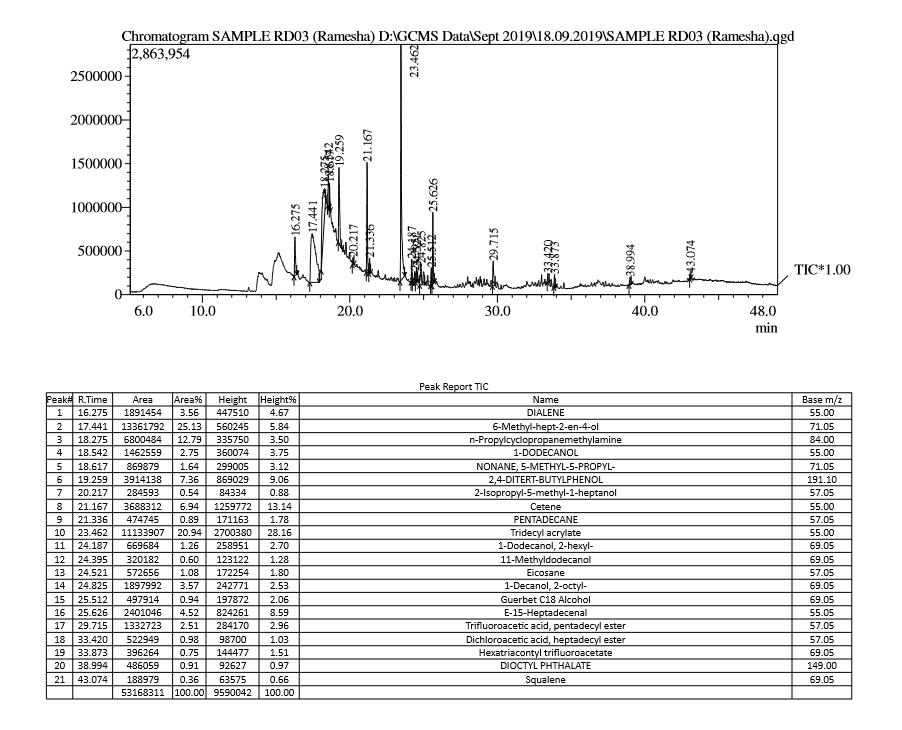 Chromatogram SAMPLE RD03 (Ramesha) D:\GCMS Data\Sept 2019\18.09.2019\SAMPLE RD03 (Ramesha).qgd
2,863,954
2500000
2000000
1500000
1000000
500000
0
16.275
17.441
18.275
19.259
20.217
21.167
21.336
23.462
24.187
25.512
25.626
29.715
33.420
33.873
38.994
43.074
TIC*1.00
6.0 10.0 20.0 30.0 40.0 48.0
min
Peak Report TIC
Peak# R.Time Area Area% Height Height% Name Base m/z
1 16.275 1891454 3.56 447510 4.67 DIALENE 55.00
2 17.441 13361792 25.13 560245 5.84 6-Methyl-hept-2-en-4-ol 71.05
3 18.275 6800484 12.79 335750 3.50 n-Propylcyclopropanemethylamine 84.00
4 18.542 1462559 2.75 360074 3.75 1-DODECANOL 55.00
5 18.617 869879 1.64 299005 3.12 NONANE, 5-METHYL-5-PROPYL- 71.05
6 19.259 3914138 7.36 869029 9.06 2,4-DITERT-BUTYLPHENOL 191.10
7 20.217 284593 0.54 84334 0.88 2-Isopropyl-5-methyl-1-heptanol 57.05
8 21.167 3688312 6.94 1259772 13.14 Cetene 55.00
9 21.336 474745 0.89 171163 1.78 PENTADECANE 57.05
10 23.462 11133907 20.94 2700380 28.16 Tridecyl acrylate 55.00
11 24.187 669684 1.26 258951 2.70 1-Dodecanol, 2-hexyl- 69.05
12 24.395 320182 0.60 123122 1.28 11-Methyldodecanol 69.05
13 24.521 572656 1.08 172254 1.80 Eicosane 57.05
14 24.825 1897992 3.57 242771 2.53 1-Decanol, 2-octyl- 69.05
15 25.512 497914 0.94 197872 2.06 Guerbet C18 Alcohol 69.05
16 25.626 2401046 4.52 824261 8.59 E-15-Heptadecenal 55.05
17 29.715 1332723 2.51 284170 2.96 Trifluroacetic acid, pentadecyl ester 57.05
18 33.420 522949 0.98 98700 1.03 Dichloroacetic acid, heptadecyl ester 57.05
19 33.873 396264 0.75 144477 1.51 Hexatriacontyl trifluroacetate 69.05
20 38.994 486059 0.91 92627 0.97 DIOCTYL PHTHALATE 149.00
21 43.074 188979 0.36 63575 0.66 Squalene 69.05
53168311 100.00 9590042 100.00